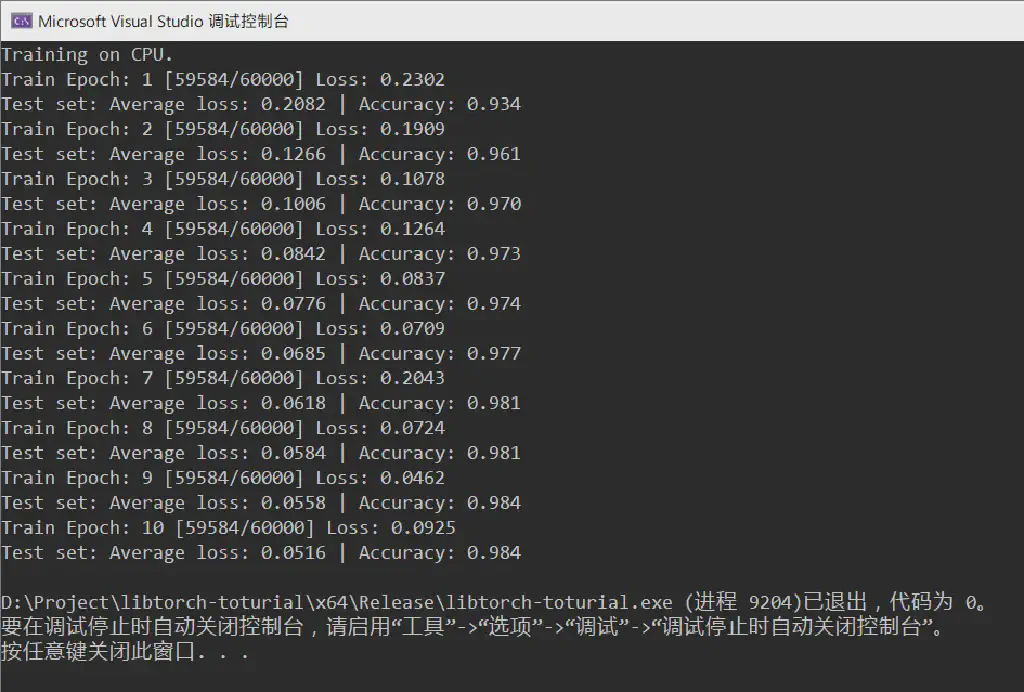 C:\ Microsoft Visual Studio 调试控制台
Training on CPU.
Train Epoch: 1 [59584/60000] Loss: 0.2302
Test set: Average loss: 0.2082 | Accuracy: 0.934
Train Epoch: 2 [59584/60000] Loss: 0.1909
Test set: Average loss: 0.1266 | Accuracy: 0.961
Train Epoch: 3 [59584/60000] Loss: 0.1078
Test set: Average loss: 0.1006 | Accuracy: 0.970
Train Epoch: 4 [59584/60000] Loss: 0.1264
Test set: Average loss: 0.0842 | Accuracy: 0.973
Train Epoch: 5 [59584/60000] Loss: 0.0837
Test set: Average loss: 0.0776 | Accuracy: 0.974
Train Epoch: 6 [59584/60000] Loss: 0.0709
Test set: Average loss: 0.0685 | Accuracy: 0.977
Train Epoch: 7 [59584/60000] Loss: 0.2043
Test set: Average loss: 0.0618 | Accuracy: 0.981
Train Epoch: 8 [59584/60000] Loss: 0.0724
Test set: Average loss: 0.0584 | Accuracy: 0.981
Train Epoch: 9 [59584/60000] Loss: 0.0462
Test set: Average loss: 0.0558 | Accuracy: 0.984
Train Epoch: 10 [59584/60000] Loss: 0.0925
Test set: Average loss: 0.0516 | Accuracy: 0.984
D:\Project\libtorch-toturial\x64\Release\libtorch-toturial.exe (进程 9204)已退出，代码为 0。
要在调试停止时自动关闭控制台，请启用“工具”->“选项”->“调试”->“调试停止时自动关闭控制台”。
按任意键关闭此窗口. . .